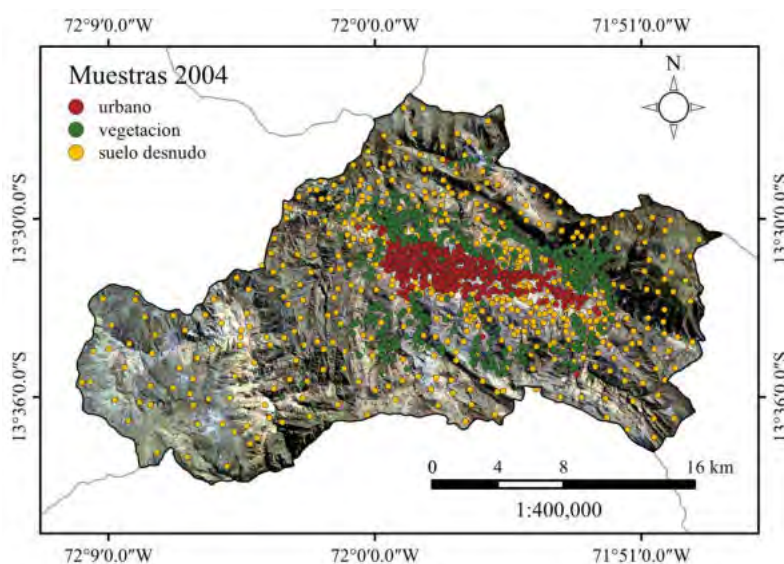 72°9'0.0"W 72°0'0.0"W 71°51'0.0"W
Muestras 2004
urbano
vegetacion
suelo desnudo
N
13°30'0.0"S 13°30'0.0"S
13°36'0.0"S 13°36'0.0"S
0 4 8 16 km
1:400,000
72°9'0.0"W 72°0'0.0"W 71°51'0.0"W